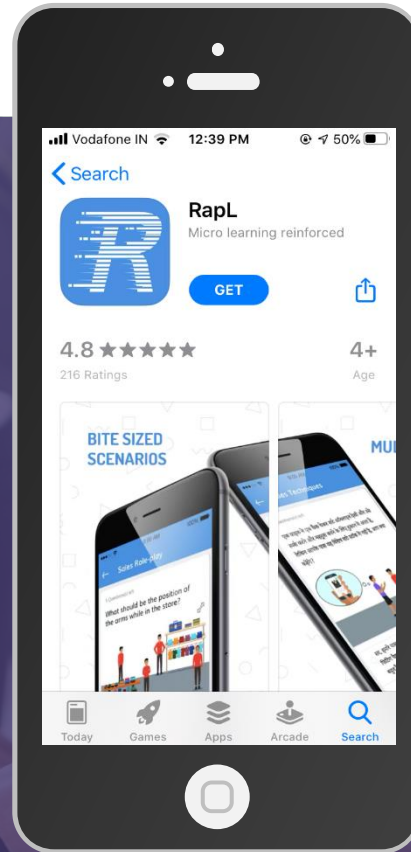 Vodafone IN 12:39 PM 50%
Search
RapL
Micro learning reinforced
GET
4.8 ★★★★★
4+
216 Ratings
Age
BITE SIZED
SCENARIOS
MUL
Sales Role-play
What should be the position of
the arms while in the store?
es Techniques
Today Games Apps Arcade Search